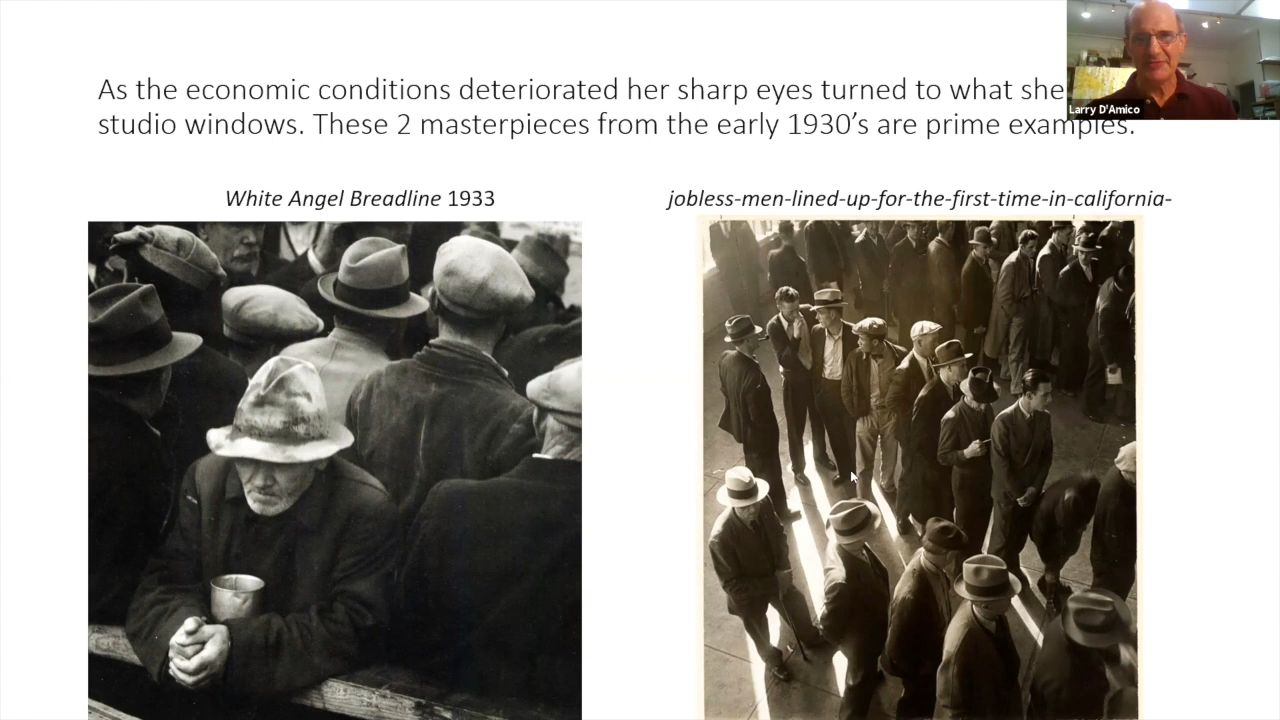 As the economic conditions deteriorated her sharp eyes turned to what she
studio windows. These 2 masterpieces from the early 1930’s are prime examples.
Larry D'Amico
White Angel Breadline 1933
jobless-men-lined-up-for-the-first-time-in-california-